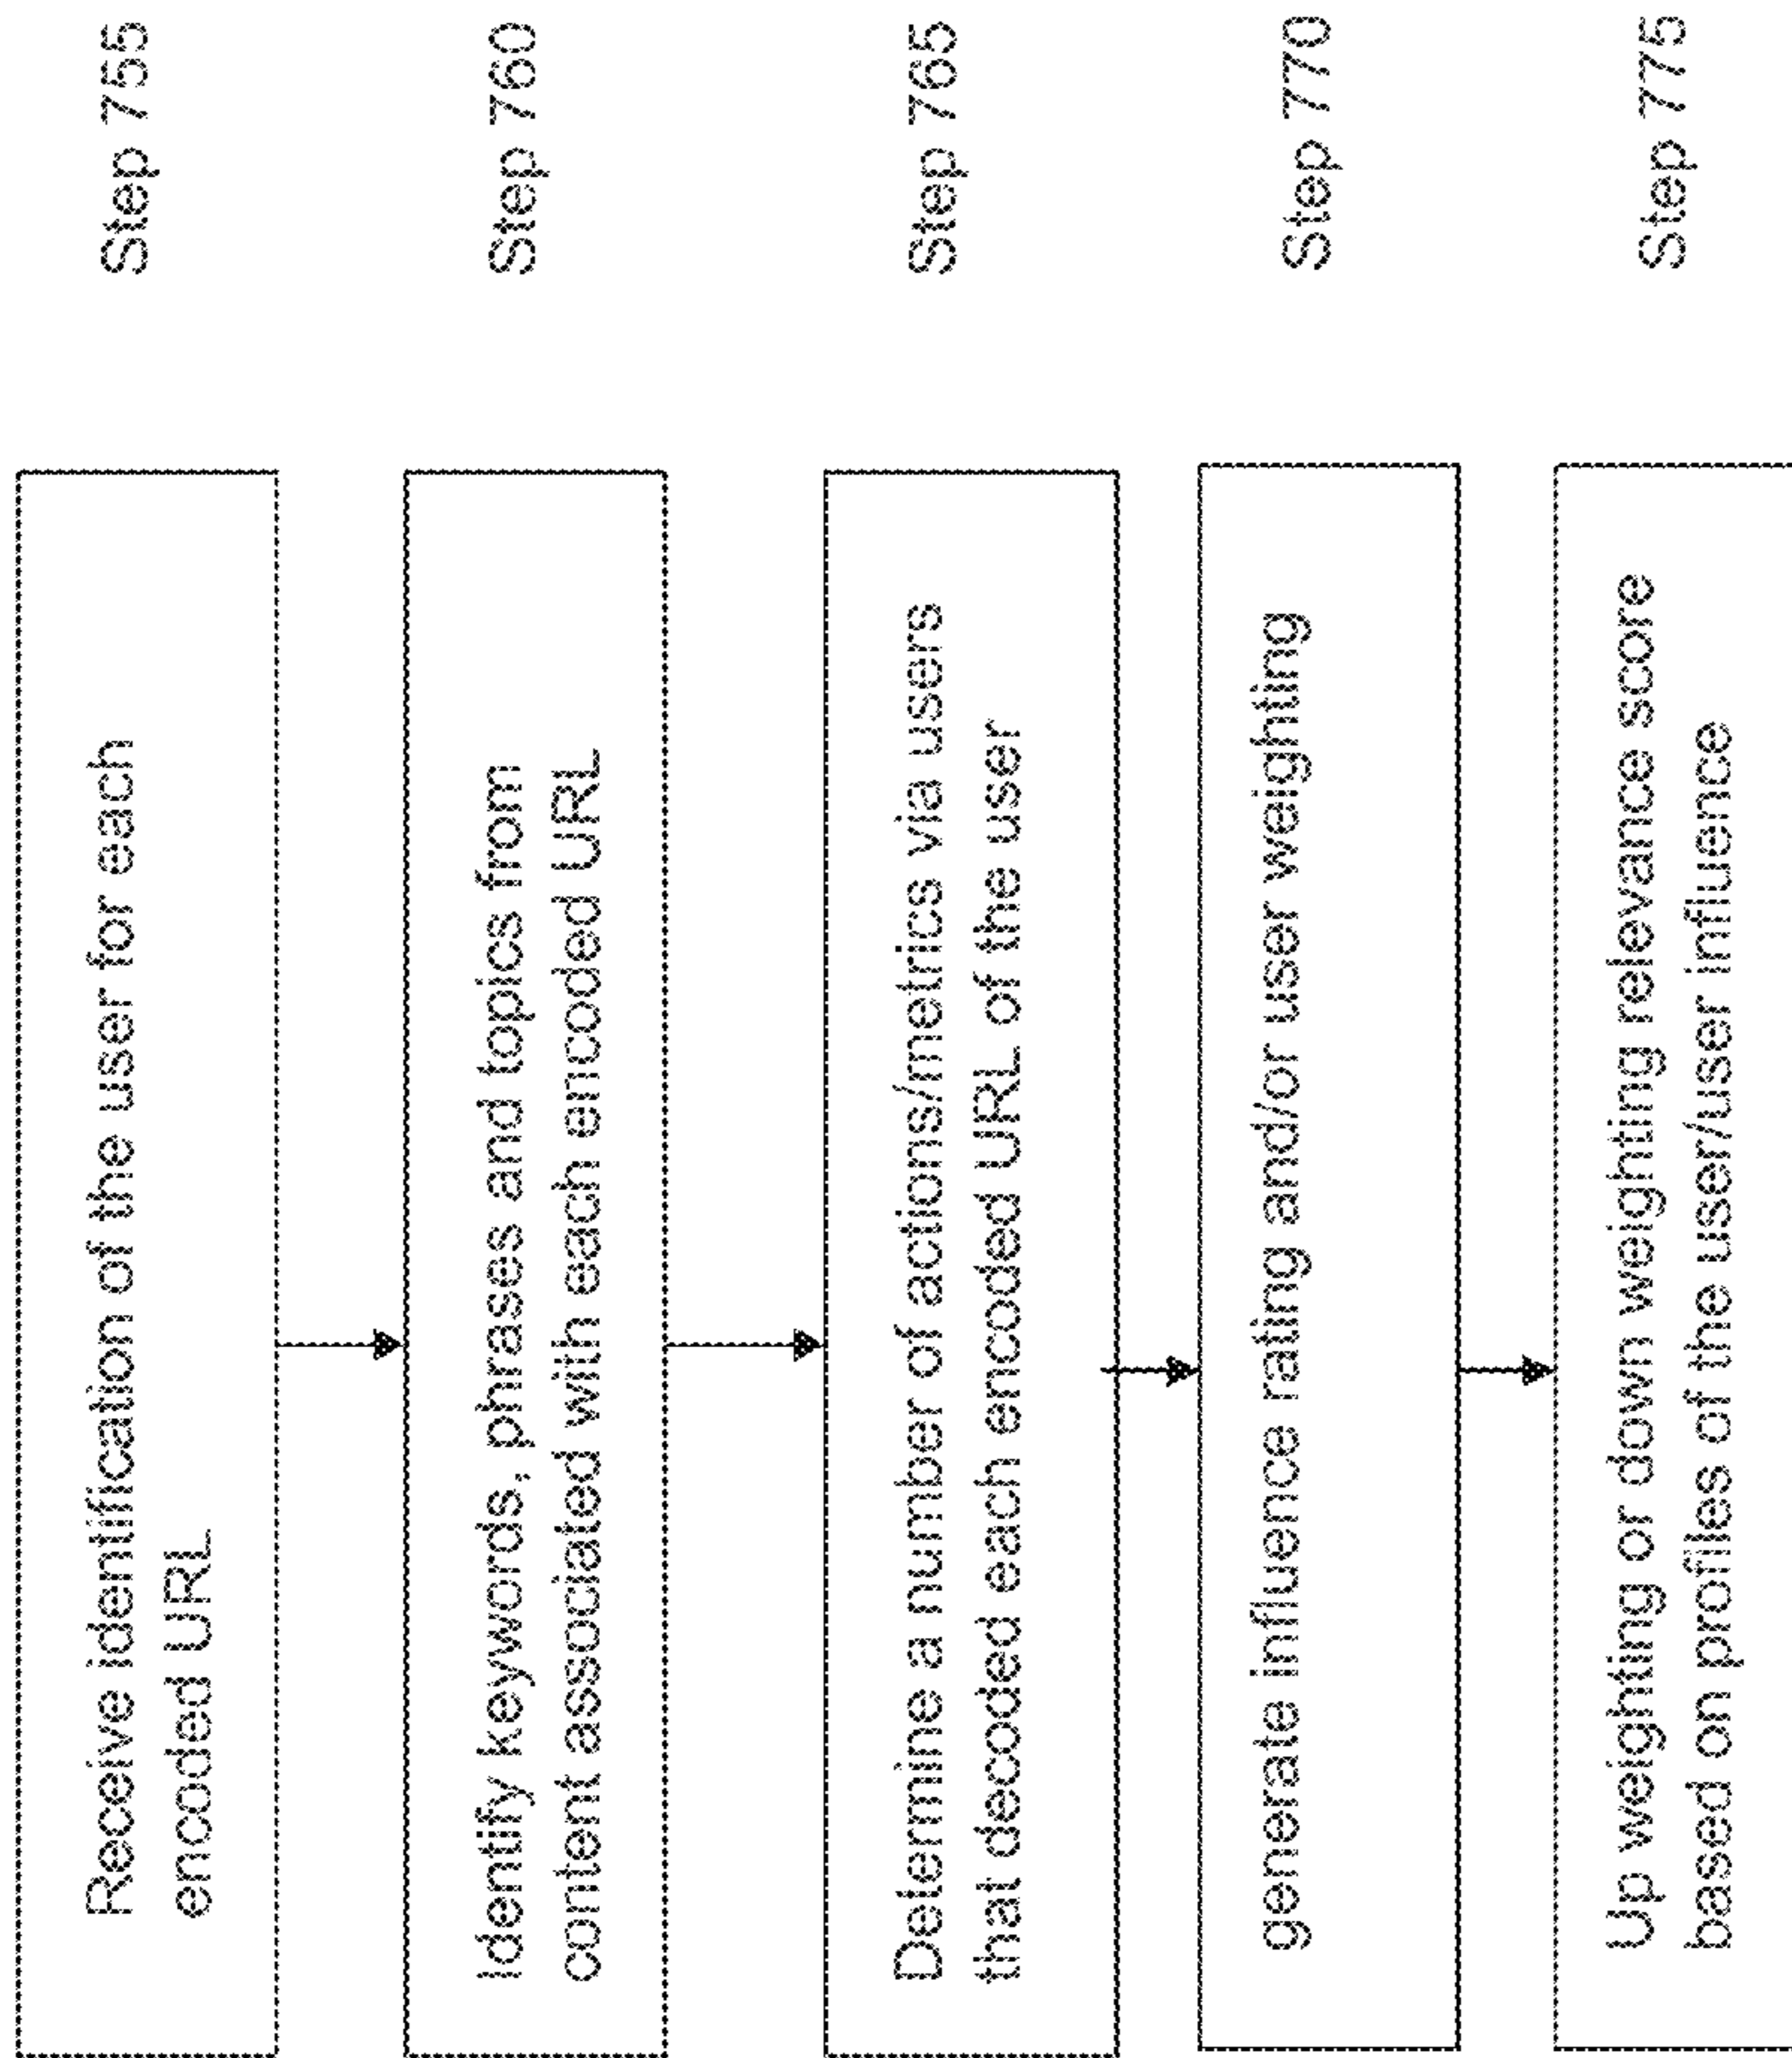 Receive identification of the user for each
encoded URL
Step 755
Identify keywords, phrases and topics from
content associated with each encoded URL
Step 760
Determine a number of actions/metrics via users
that decoded each encoded URL of the user
Step 765
generate influence rating and/or user weighting
Step 770
Up weighting or down weighting relevance score
based on profiles of the user/user influence
Step 775